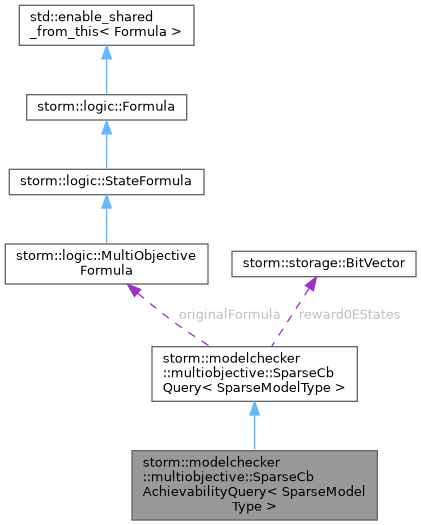 std::enable_shared
_from_this< Formula >
storm::logic::Formula
storm::logic::StateFormula
storm::logic::MultiObjective
Formula
storm::storage::BitVector
originalFormula
reward0EStates
storm::modelchecker
::multiobjective::SparseCb
Query< SparseModelType >
storm::modelchecker
::multiobjective::SparseCb
AchievabilityQuery< SparseModel
Type >